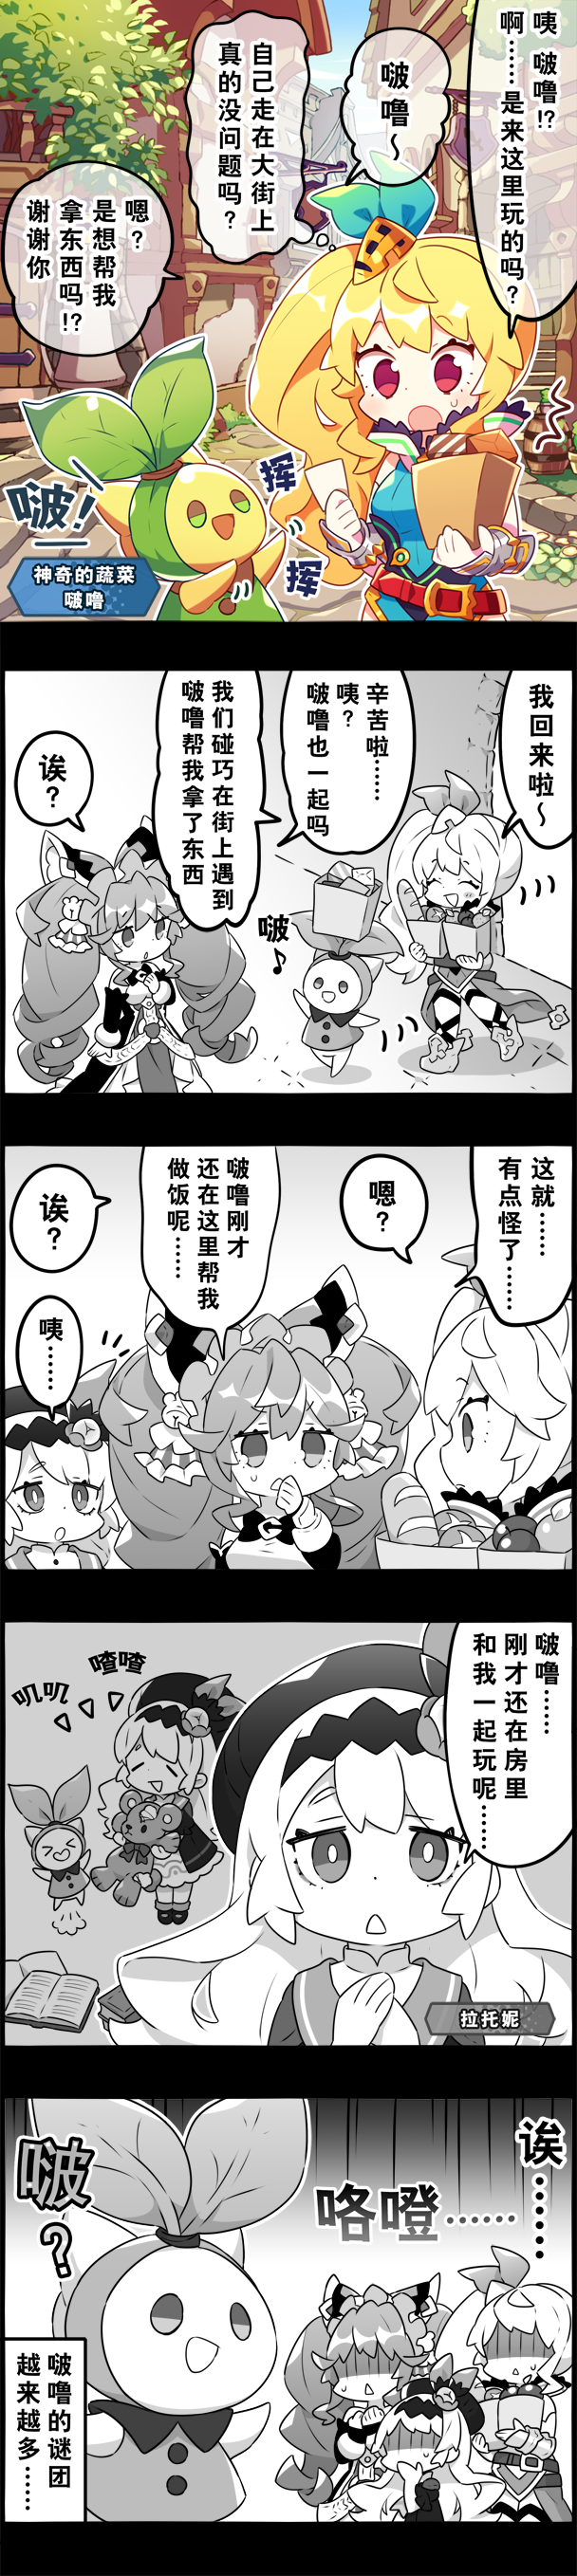 咦 啵噜!?
啊……是来这里玩的吗？
啵噜～
自己走在大街上
真的没问题吗？
嗯？
是想帮我
拿东西吗!?
谢谢你
挥
挥
啵！
神奇的蔬菜
啵噜
我回来啦～
辛苦啦……
咦？
啵噜也一起吗
我们碰巧在街上遇到
啵噜帮我拿了东西
诶？
啵♪
这就……
有点怪了……
嗯？
啵噜刚才
还在这里帮我
做饭呢……
诶？
咦……
啵噜……
刚才还在房里
和我一起玩呢……
喳喳
叽叽
拉托妮
诶……
咯噔……
啵？
啵噜的谜团
越来越多……